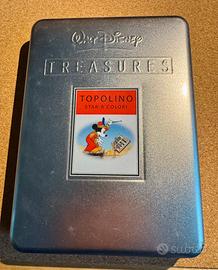 Walt Disney
TREASURES
TOPOLINO
STAR A COLORI
subito